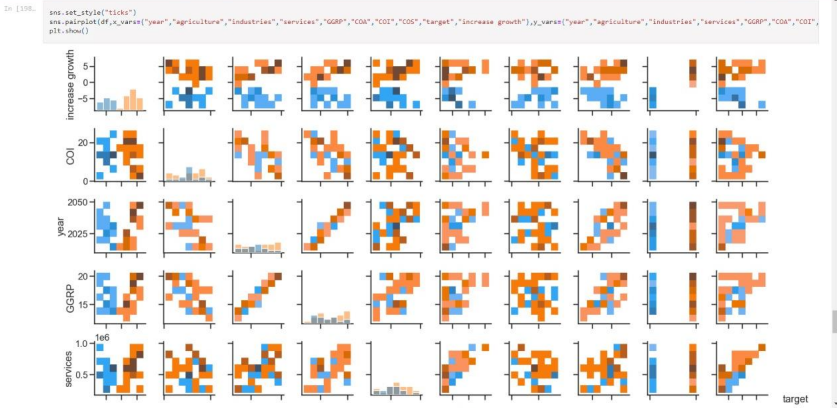 In [198…
sns.set_style("ticks")
sns.pairplot(df,x_vars={"year","agriculture","industries","services","GGRP","COA","COI","COS","target","increase growth"},y_vars={"year","agriculture","industries","services","GGRP","COA","COI",
plt.show()
increase growth
5
0
−5
COI
20
0
year
2050
2025
GGRP
20
15
services
1e6
1.0
0.5
target